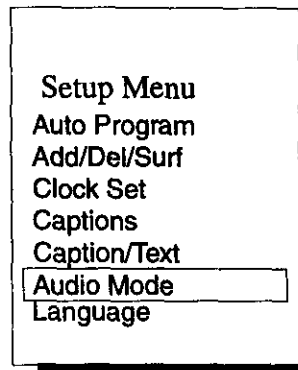 Setup Menu
Auto Program
Add/Del/Surf
Clock Set
Captions
Caption/Text
Audio Mode
Language